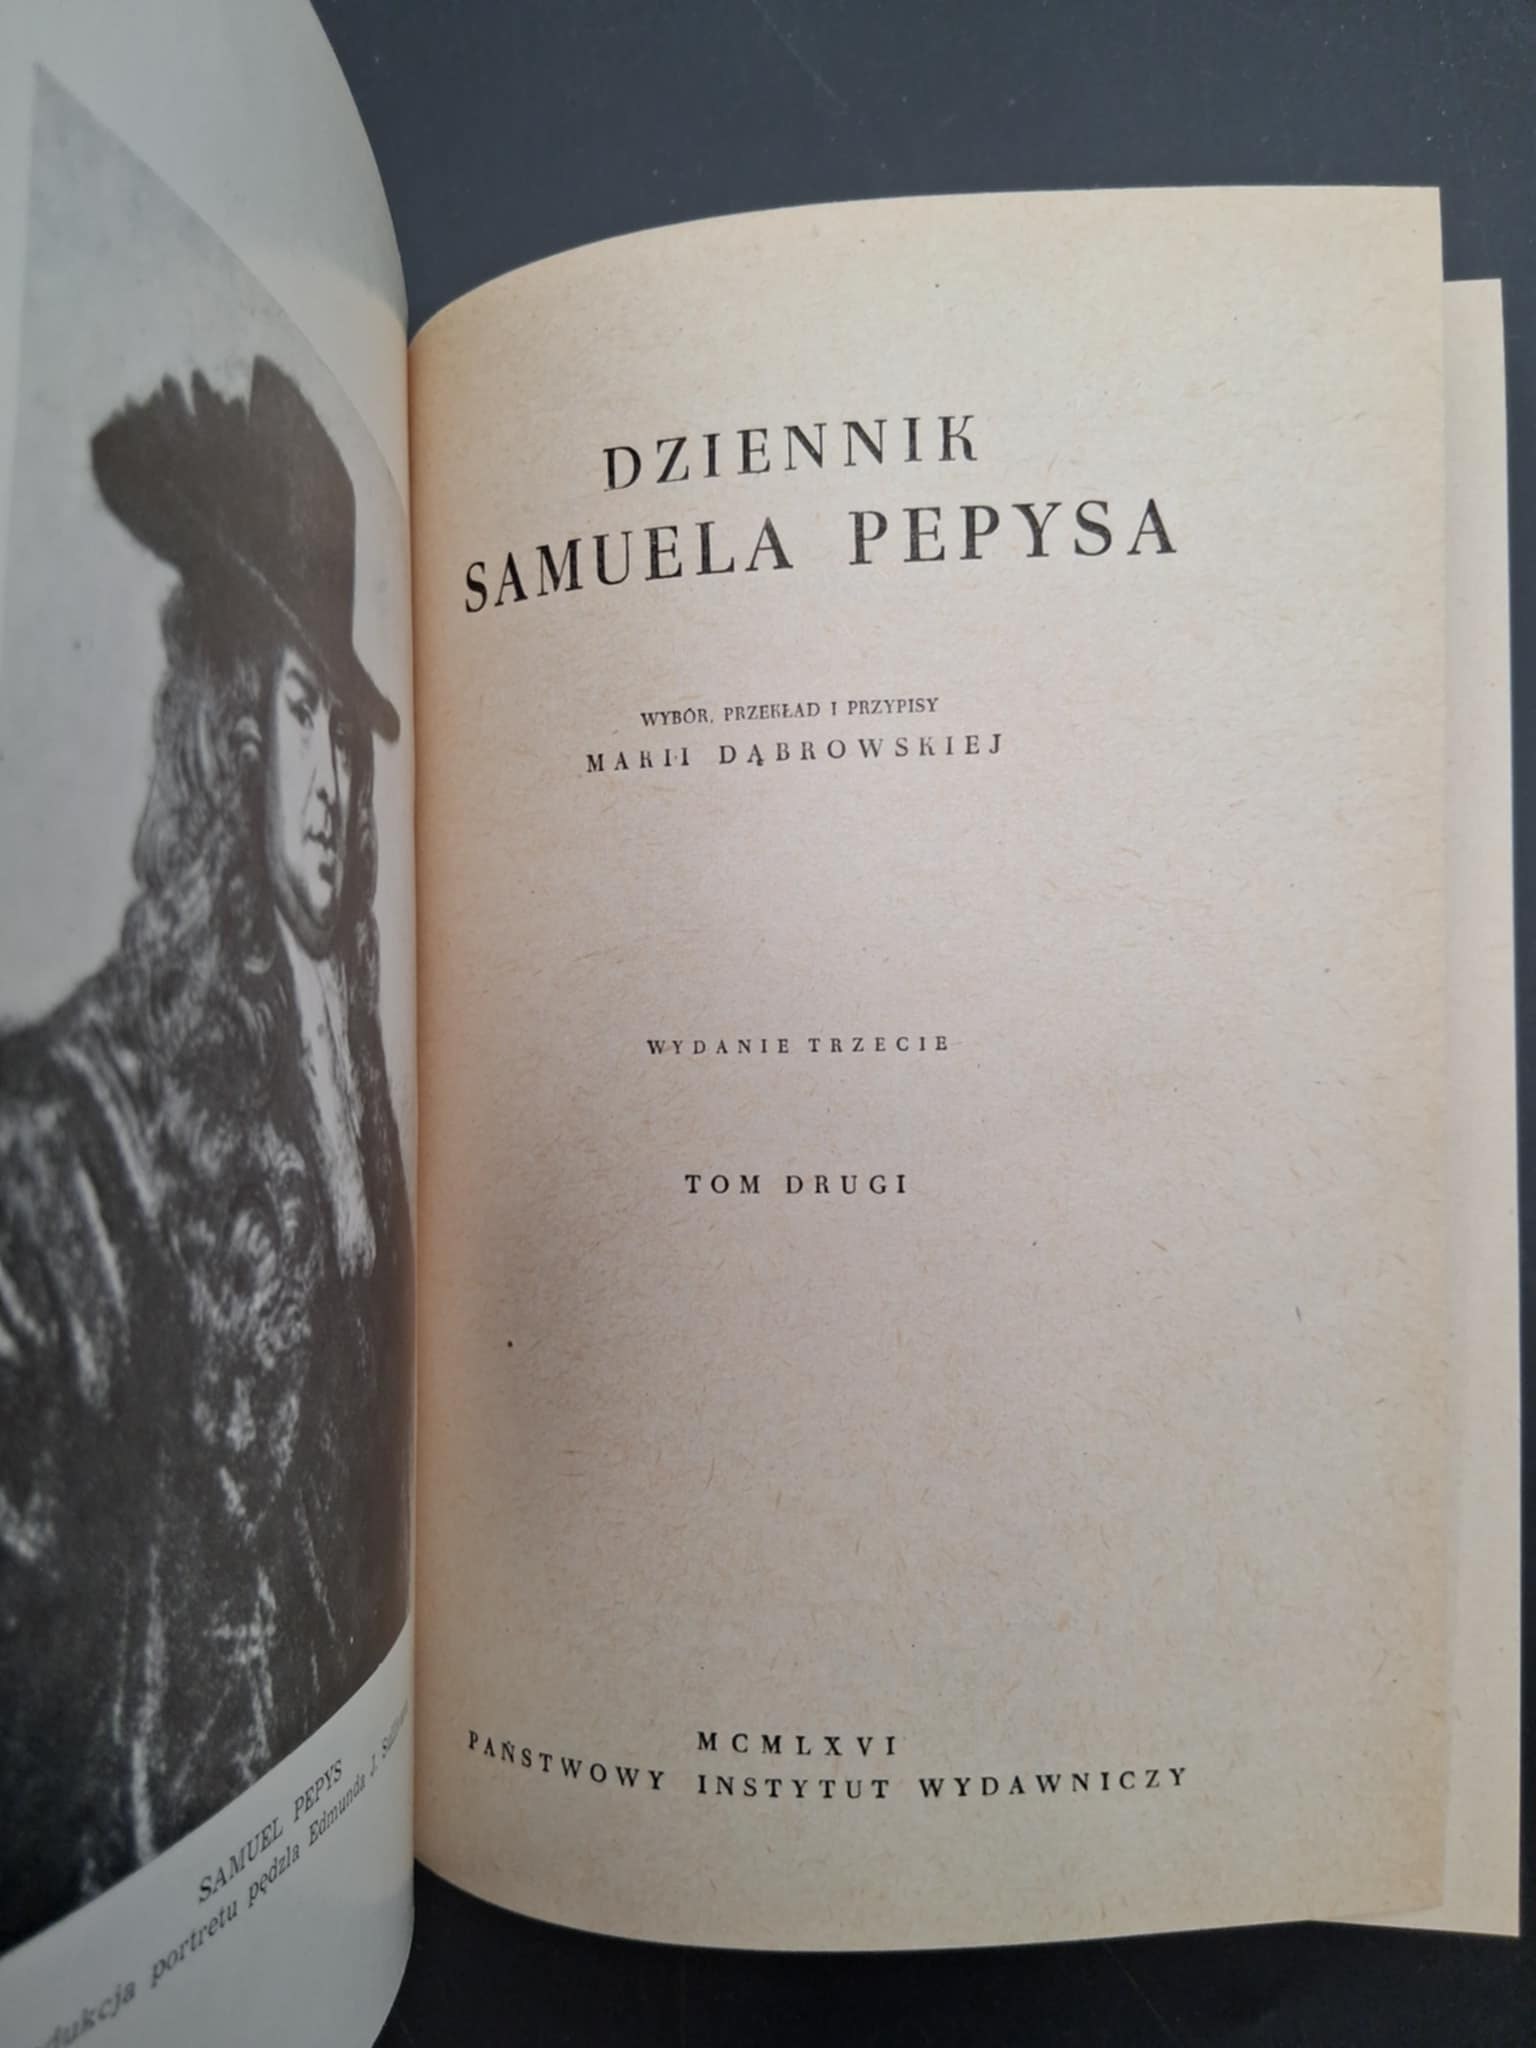 SAMUEL PEPYS
portretu pędzla Edmunda J.
DZIENNIK
SAMUELA PEPYSA
WYBÓR, PRZEKŁAD I PRZYPISY
MARII DĄBROWSKIEJ
WYDANIE TRZECIE
TOM DRUGI
MCMLXVI
PAŃSTWOWY INSTYTUT WYDAWNICZY